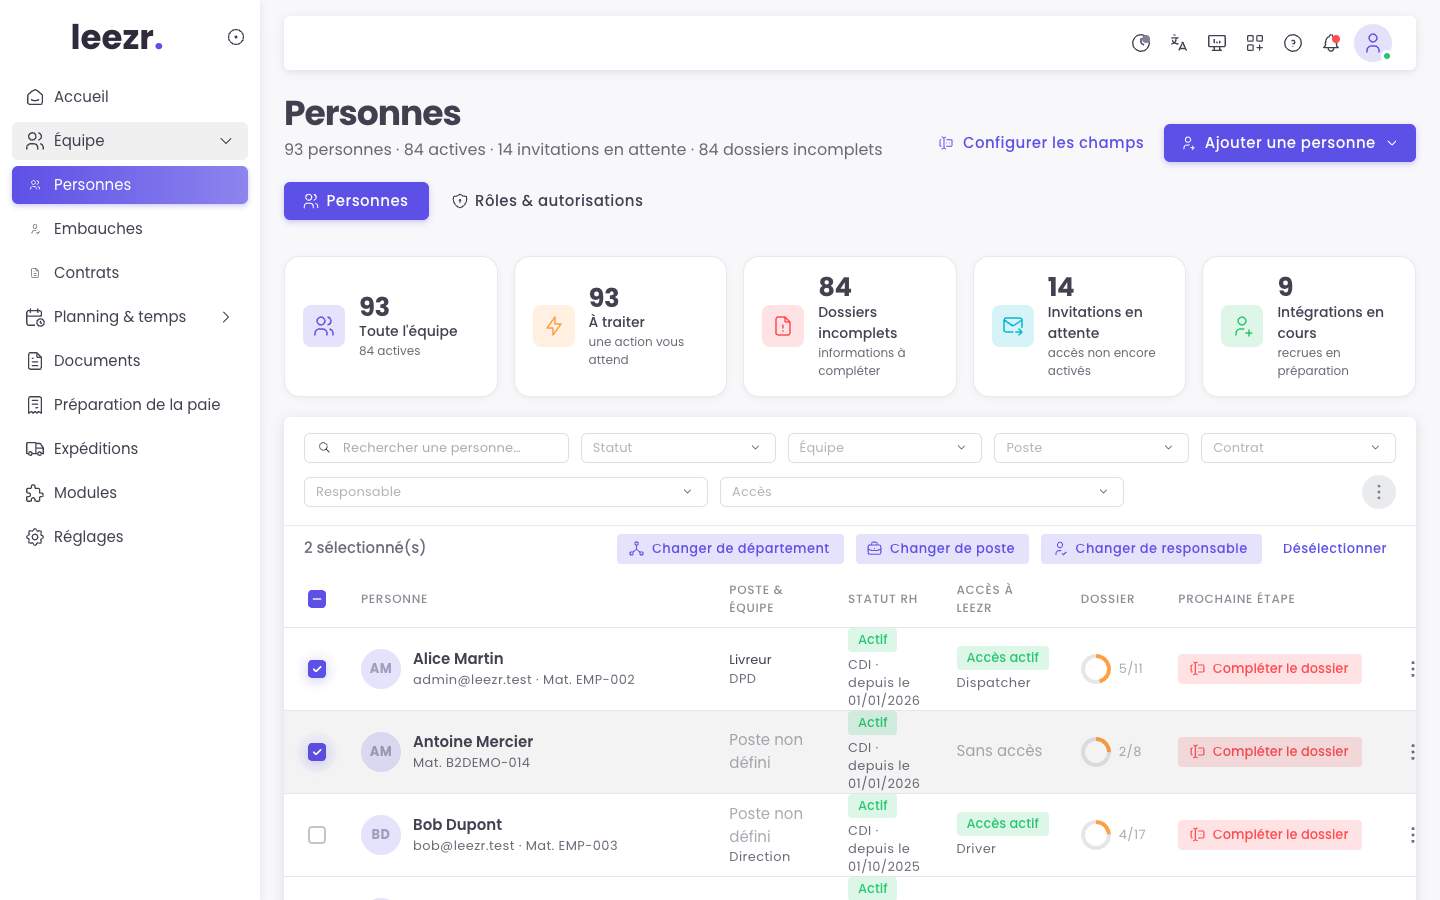 leezr.
Accueil
Équipe
Personnes
Embauches
Contrats
Planning & temps
Documents
Préparation de la paie
Expéditions
Modules
Réglages
Personnes
93 personnes · 84 actives · 14 invitations en attente · 84 dossiers incomplets
Configurer les champs
Ajouter une personne
Personnes
Rôles & autorisations
93
Toute l'équipe
84 actives
93
À traiter
une action vous
attend
84
Dossiers
incomplets
informations à
compléter
14
Invitations en
attente
accès non encore
activés
9
Intégrations en
cours
recrues en
préparation
Rechercher une personne…
Statut
Équipe
Poste
Contrat
Responsable
Accès
2 sélectionné(s)
Changer de département
Changer de poste
Changer de responsable
Désélectionner
PERSONNE
POSTE &
ÉQUIPE
STATUT RH
ACCÈS À
LEEZR
DOSSIER
PROCHAINE ÉTAPE
AM
Alice Martin
admin@leezr.test · Mat. EMP-002
Livreur
DPD
Actif
CDI ·
depuis le
01/01/2026
Accès actif
Dispatcher
5/11
Compléter le dossier
AM
Antoine Mercier
Mat. B2DEMO-014
Poste non
défini
Actif
CDI ·
depuis le
01/01/2026
Sans accès
2/8
Compléter le dossier
BD
Bob Dupont
bob@leezr.test · Mat. EMP-003
Poste non
défini
Direction
Actif
CDI ·
depuis le
01/10/2025
Accès actif
Driver
4/17
Compléter le dossier
Actif